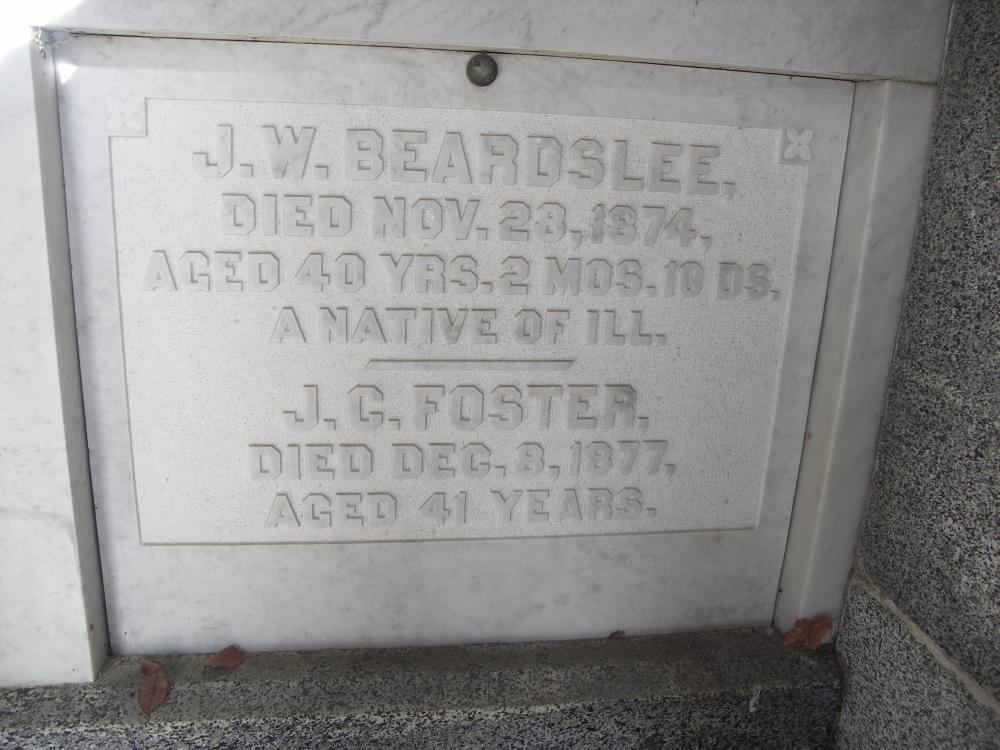 J. W. BEARDSLEE,
DIED NOV. 28, 1874,
AGED 40 YRS. 2 MOS. 10 DS.
A NATIVE OF ILL.
J. C. FOSTER.
DIED DEC. 8, 1877,
AGED 41 YEARS.